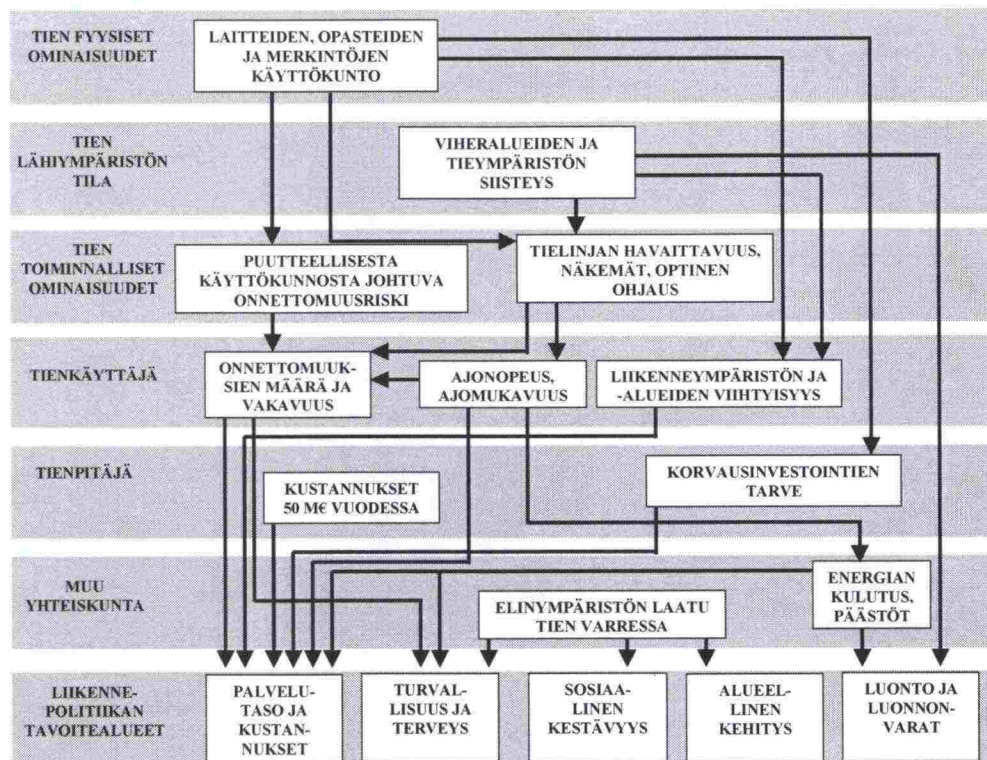 TIEN FYYSISET
OMINAISUUDET
LAITTEIDEN, OPASTEIDEN
JA MERKINTÖJEN
KÄYTTÖKUNTO
TIEN
LÄHIYMPÄRISTÖN
TILA
VIHERALUEIDEN JA
TIEYMPÄRISTÖN
SIISTEYS
TIEN
TOIMINNALLISET
OMINAISUUDET
PUUTTEELLISESTA
KÄYTTÖKUNNOSTA JOHTUVA
ONNETTOMUUSRISKI
TIELINJAN HAVAITTAVUUS,
NÄKEMÄT, OPTINEN
OHJAUS
TIENKÄYTTÄJÄ
ONNETTOMUUK-
SIEN MÄÄRÄ JA
VAKAVUUS
AJONOPEUS,
AJOMUKAVUUS
LIIKENNEYMPÄRISTÖN JA
-ALUEIDEN VIIHTYISYYS
TIENPITÄJÄ
KUSTANNUKSET
50 M€ VUODESSA
KORVAUSINVESTOINTIEN
TARVE
MUU
YHTEISKUNTA
ELINYMPÄRISTÖN LAATU
TIEN VARRESSA
ENERGIAN
KULUTUS,
PÄÄSTÖT
LIIKENNE-
POLITIIKAN
TAVOITEALUEET
PALVELU-
TASO JA
KUSTAN-
NUKSET
TURVAL-
LISUUS JA
TERVEYS
SOSIAA-
LINEN
KESTÄVYYS
ALUEEL-
LINEN
KEHITYS
LUONTO JA
LUONNON-
VARAT